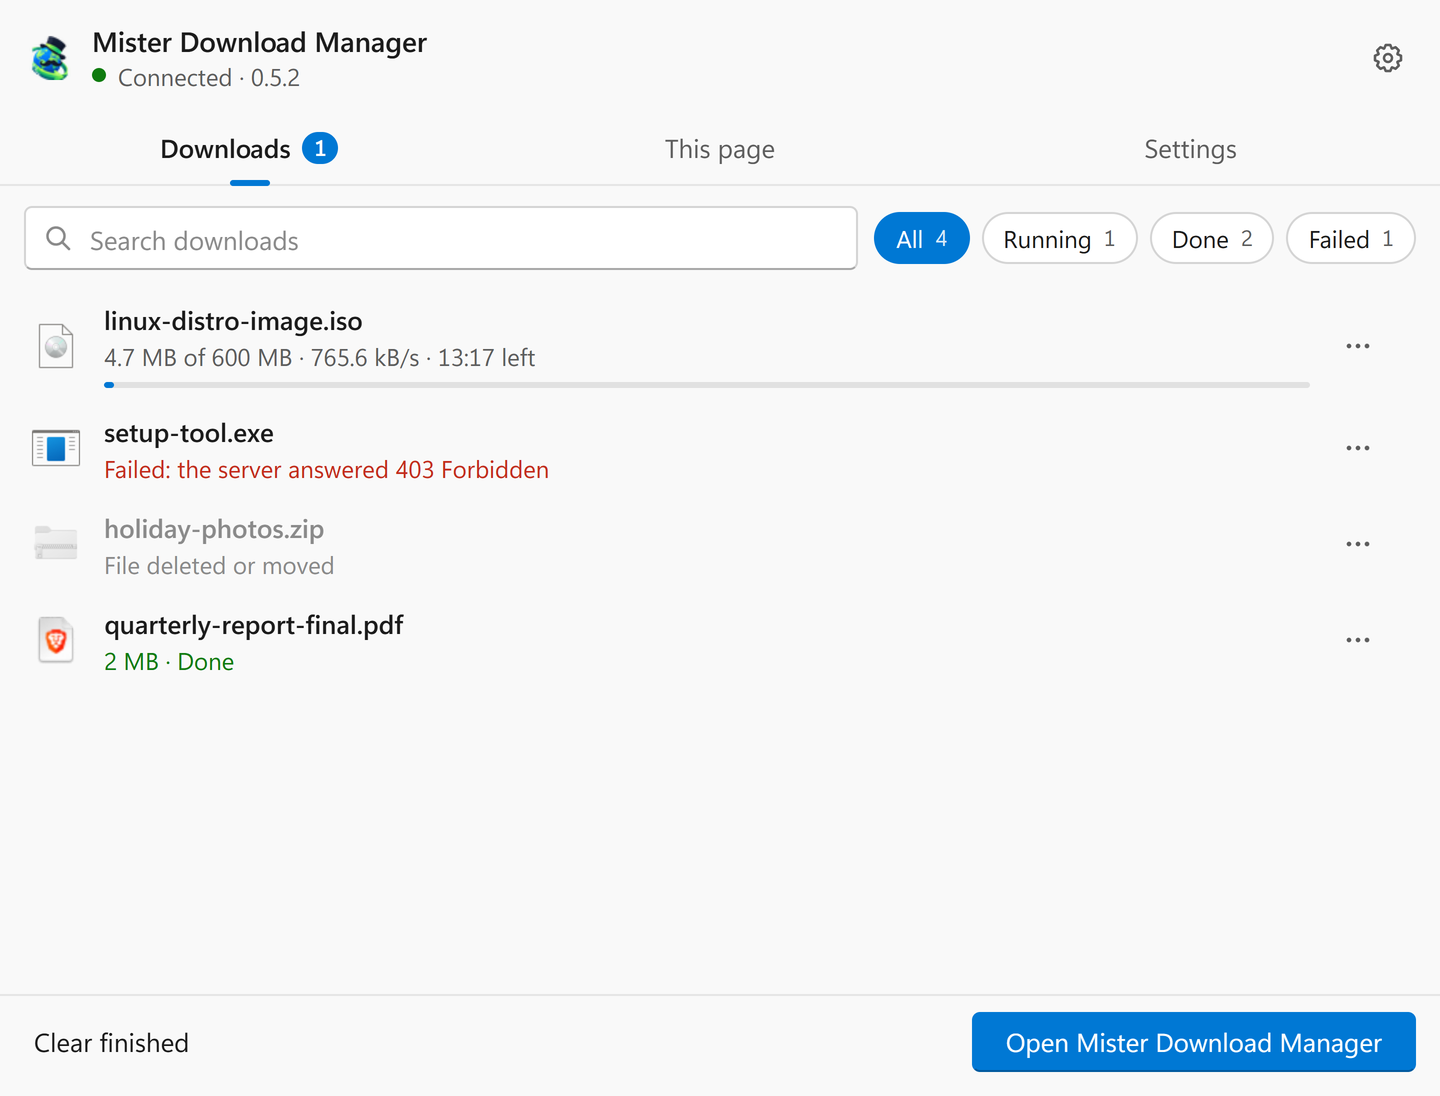 Mister Download Manager
Connected · 0.5.2
Downloads 1
This page
Settings
Search downloads
All 4
Running 1
Done 2
Failed 1
linux-distro-image.iso
4.7 MB of 600 MB · 765.6 kB/s · 13:17 left
setup-tool.exe
Failed: the server answered 403 Forbidden
holiday-photos.zip
File deleted or moved
quarterly-report-final.pdf
2 MB · Done
Clear finished
Open Mister Download Manager